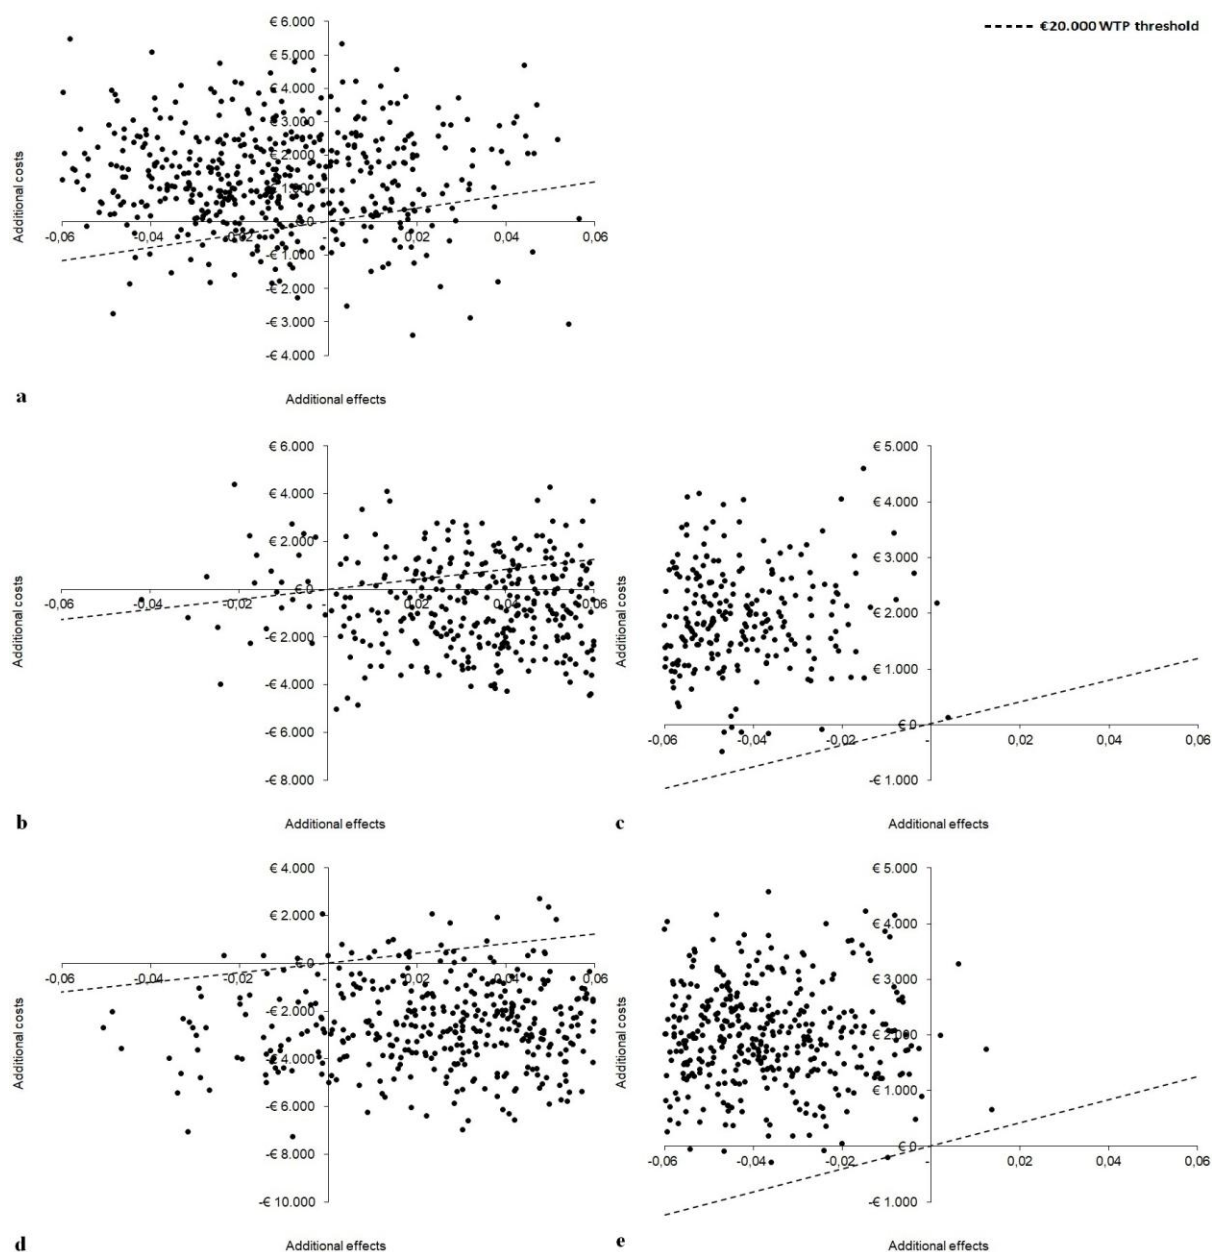 €20.000 WTP threshold
€ 6.000
€ 5.000
€ 4.000
€ 3.000
€ 2.000
€ 1.000
€ 0
-0,06 -0,04 -0,02 - 0,02 0,04 0,06
-€ 1.000
-€ 2.000
-€ 3.000
-€ 4.000
Additional costs
Additional effects
a
€ 6.000
€ 4.000
€ 2.000
€ 0
-0,06 -0,04 -0,02 - 0,02 0,04 0,06
-€ 2.000
-€ 4.000
-€ 6.000
-€ 8.000
Additional costs
Additional effects
b
€ 5.000
€ 4.000
€ 3.000
€ 2.000
€ 1.000
€ 0
-0,06 -0,04 -0,02 - 0,02 0,04 0,06
-€ 1.000
Additional costs
Additional effects
c
€ 4.000
€ 2.000
€ 0
-0,06 -0,04 -0,02 - 0,02 0,04 0,06
-€ 2.000
-€ 4.000
-€ 6.000
-€ 8.000
-€ 10.000
Additional costs
Additional effects
d
€ 5.000
€ 4.000
€ 3.000
€ 2.000
€ 1.000
€ 0
-0,06 -0,04 -0,02 - 0,02 0,04 0,06
-€ 1.000
Additional costs
Additional effects
e